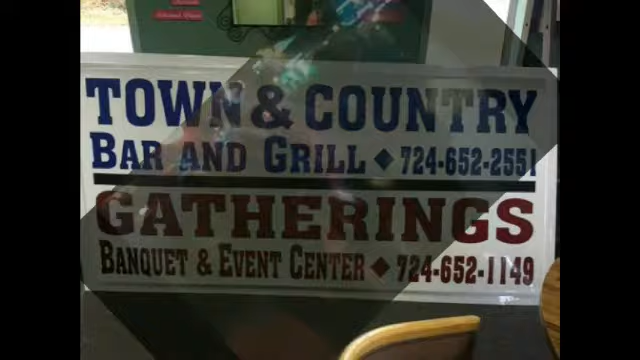 TOWN & COUNTRY
BAR AND GRILL ◆ 724-652-2551
GATHERINGS
BANQUET & EVENT CENTER ◆ 724-652-1149